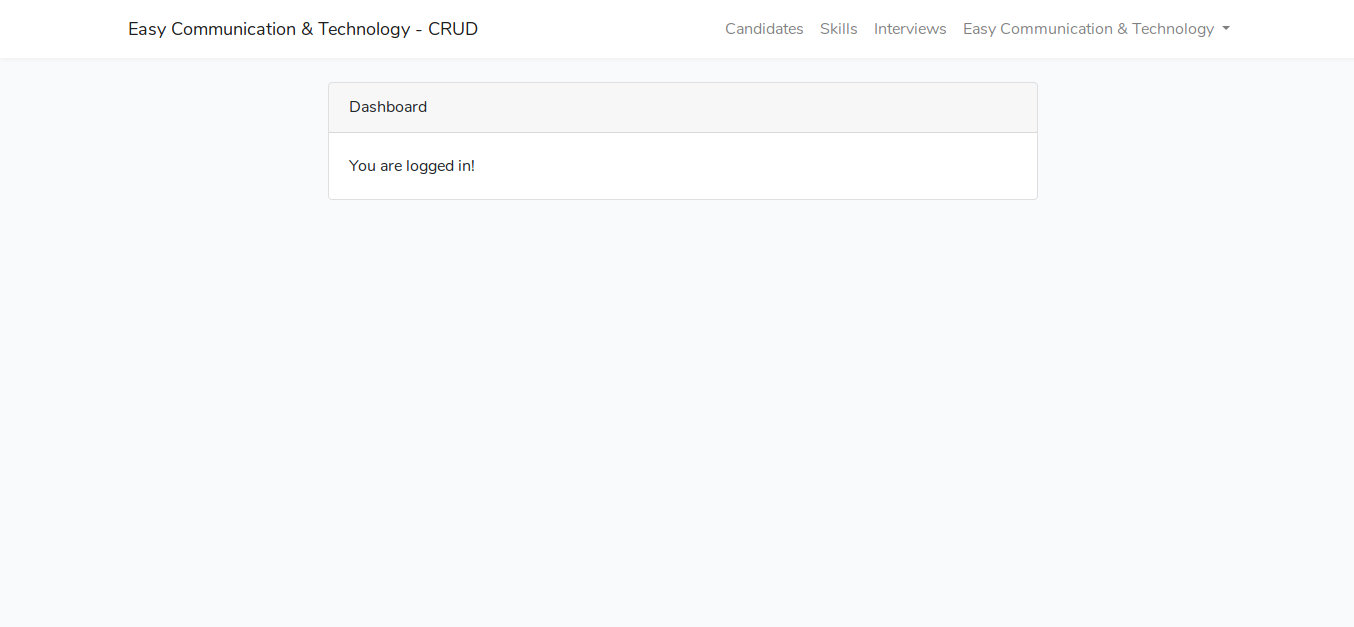 Easy Communication & Technology - CRUD
Candidates Skills Interviews Easy Communication & Technology
Dashboard
You are logged in!